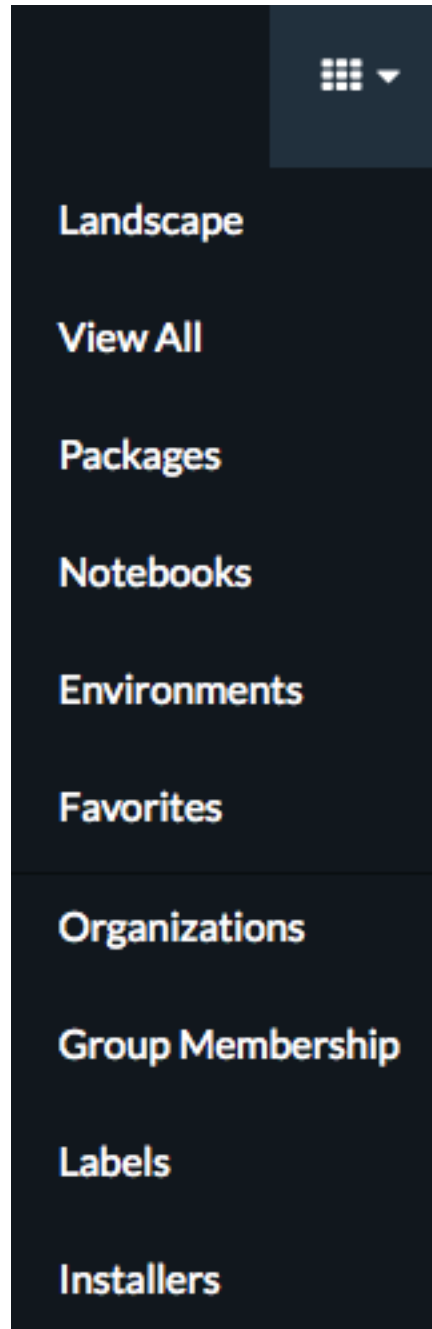 Landscape
View All
Packages
Notebooks
Environments
Favorites
Organizations
Group Membership
Labels
Installers